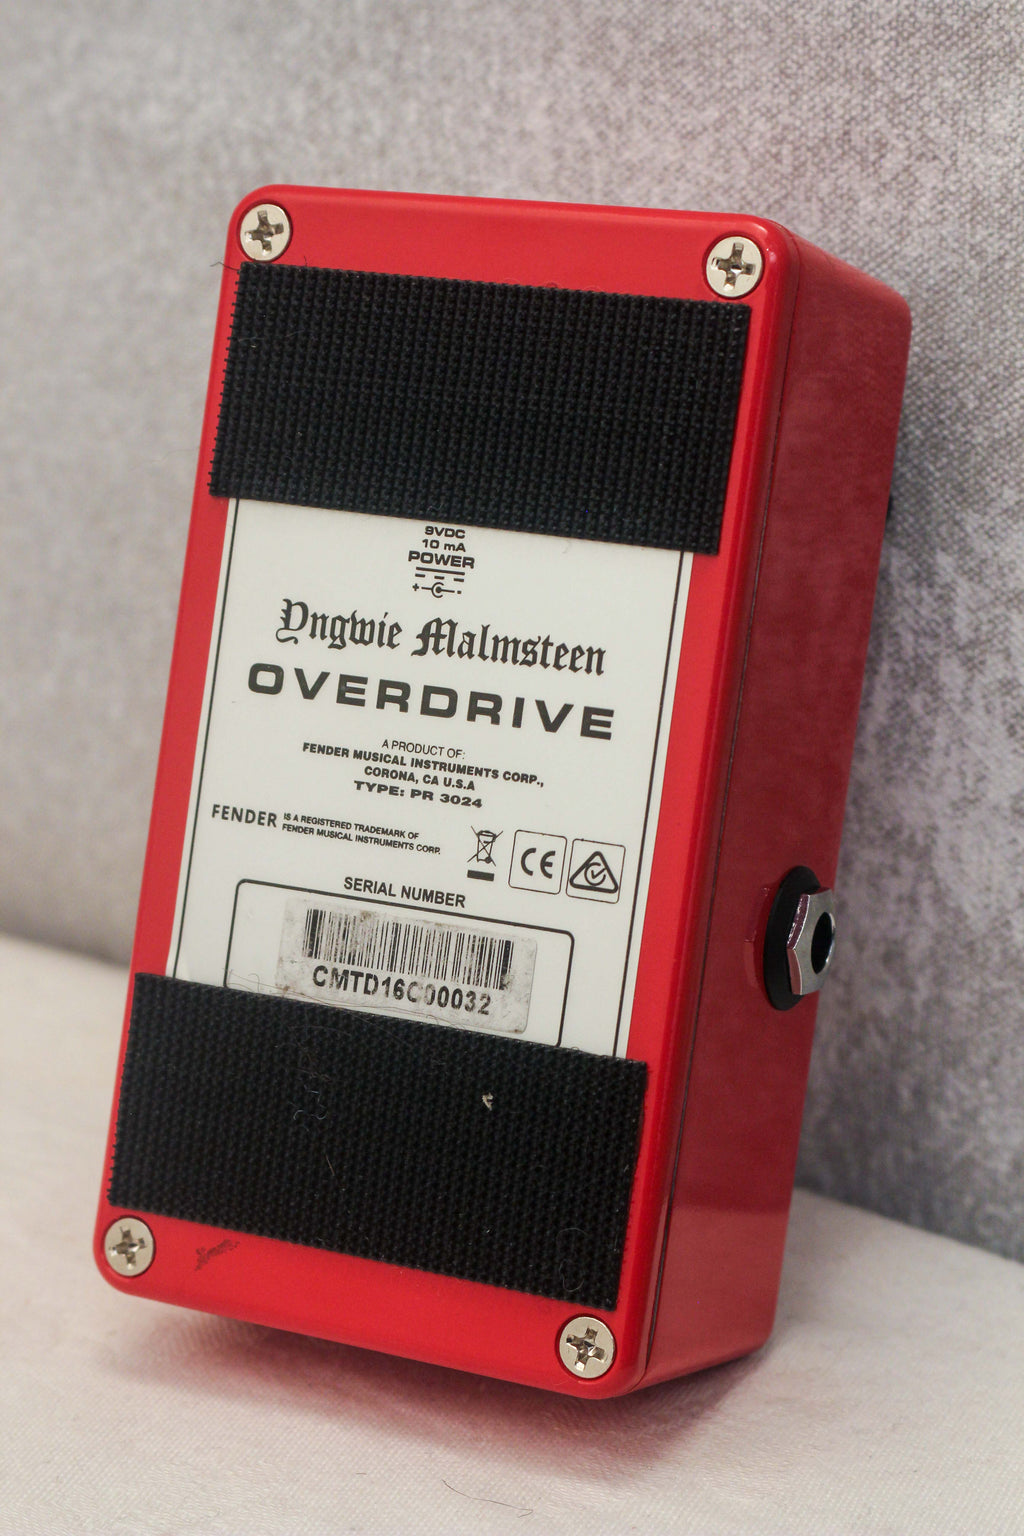 9VDC
10 mA
POWER
+ -
Yngwie Malmsteen
OVERDRIVE
A PRODUCT OF:
FENDER MUSICAL INSTRUMENTS CORP.,
CORONA, CA U.S.A
TYPE: PR 3024
FENDER IS A REGISTERED TRADEMARK OF
FENDER MUSICAL INSTRUMENTS CORP.
CE
SERIAL NUMBER
CMTD16C00032